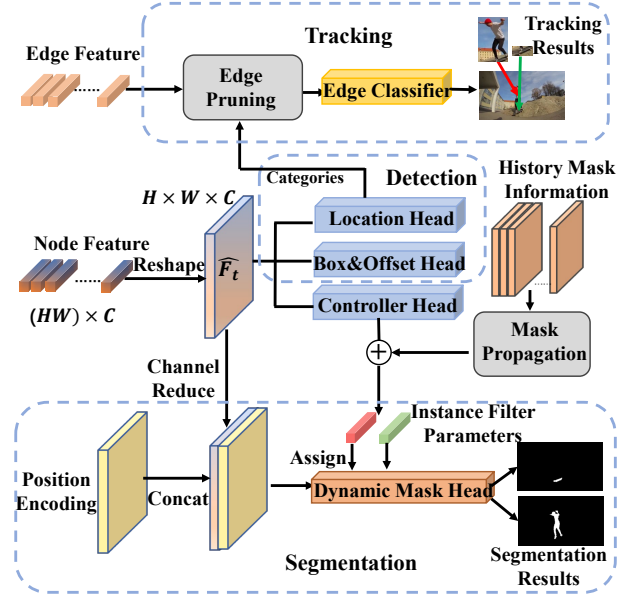 Tracking
Tracking
Results
Edge Feature
Edge
Pruning
Edge Classifier
Categories
Detection
History Mask
Information
H × W × C
Location Head
Node Feature
Reshape
F̂t
Box&Offset Head
(HW) × C
Controller Head
Mask
Propagation
Channel
Reduce
Instance Filter
Parameters
Assign
Position
Encoding
Concat
Dynamic Mask Head
Segmentation
Segmentation
Results